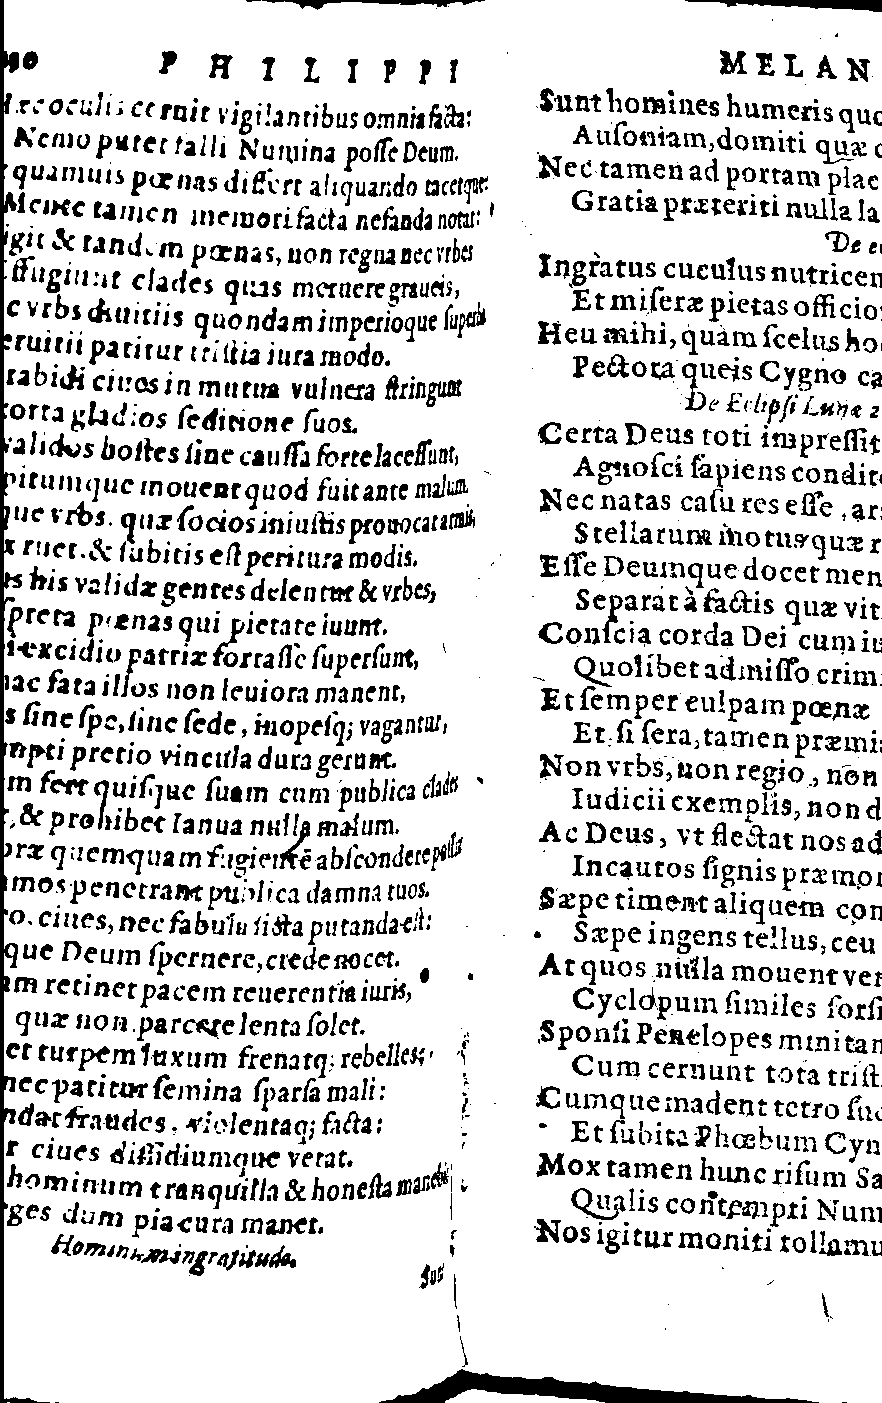 PHILIPPI
oculis cernit vigilantibus omnia facta:
Nemo putet falli Numina posse Deum.
quamuis pœnas differt aliquando tacetque:
Mente tamen memori facta nefanda notat:
igit & tandem pœnas, non regna nec vrbes
ffugiunt clades quas meruere graueis,
c vrbs diuitiis quondam imperioque superba
eruitii patitur tristia iura modo.
rabidi ciues in mutua vulnera stringunt
torta gladios seditione suos.
validos hostes sine caussa forte lacessunt,
pitumque mouent quod fuit ante malum.
que vrbs, quæ socios iniustis prouocat armis,
ruet, & subitis est peritura modis.
his validæ gentes delentur & vrbes,
spreta pœnas qui pietate iuunt.
i excidio patriæ fortasse supersunt,
hac fata illos non leuiora manent,
s sine spe, sine sede, inopesq; vagantur,
mpti pretio vincula dura gerunt.
m fert quisque suam cum publica clades
, & prohibet Ianua nulla malum.
quemquam fugientē abscondere possit
mos penetrant publica damna tuos.
o, ciues, nec fabula ficta putanda est:
que Deum spernere, crede nocet.
am retinet pacem reuerentia iuris,
quæ non parcere lenta solet.
et turpem luxum frenatq; rebelles;
nec patitur semina sparsa mali:
ndat fraudes, violentaq; facta:
r ciues dissidiumque vetat.
hominum tranquilla & honesta manebit
rges dum pia cura manet.
Hominum ingratitudo.
Sun
MELAN
Sunt homines humeris quo
Ausoniam, domiti quæ
Nec tamen ad portam plac
Gratia præteriti nulla la
De e
Ingratus cuculus nutricem
Et miseræ pietas officio
Heu mihi, quàm scelus ho
Pectora queis Cygno ca
De Eclipsi Lunæ
Certa Deus toti impressit
Agnosci sapiens condit
Nec natas casu res esse, ar
Stellarum motusquæ
Esse Deumque docet men
Separat à factis quæ vit
Conscia corda Dei cum iu
Quolibet admisso crim
Et semper culpam pœnæ
Et si sera, tamen præmi
Non vrbs, non regio, non
Iudicii exemplis, non d
Ac Deus, vt flectat nos ad
Incautos signis præmon
Sæpe timent aliquem con
Sæpe ingens tellus, ceu
At quos nulla mouent ver
Cyclopum similes forsi
Sponsi Penelopes minitan
Cum cernunt tota trist
Cumque madent tetro su
Et subita Phœbum Cyn
Mox tamen hunc risum Sa
Qualis contempti Num
Nos igitur moniti tollamu